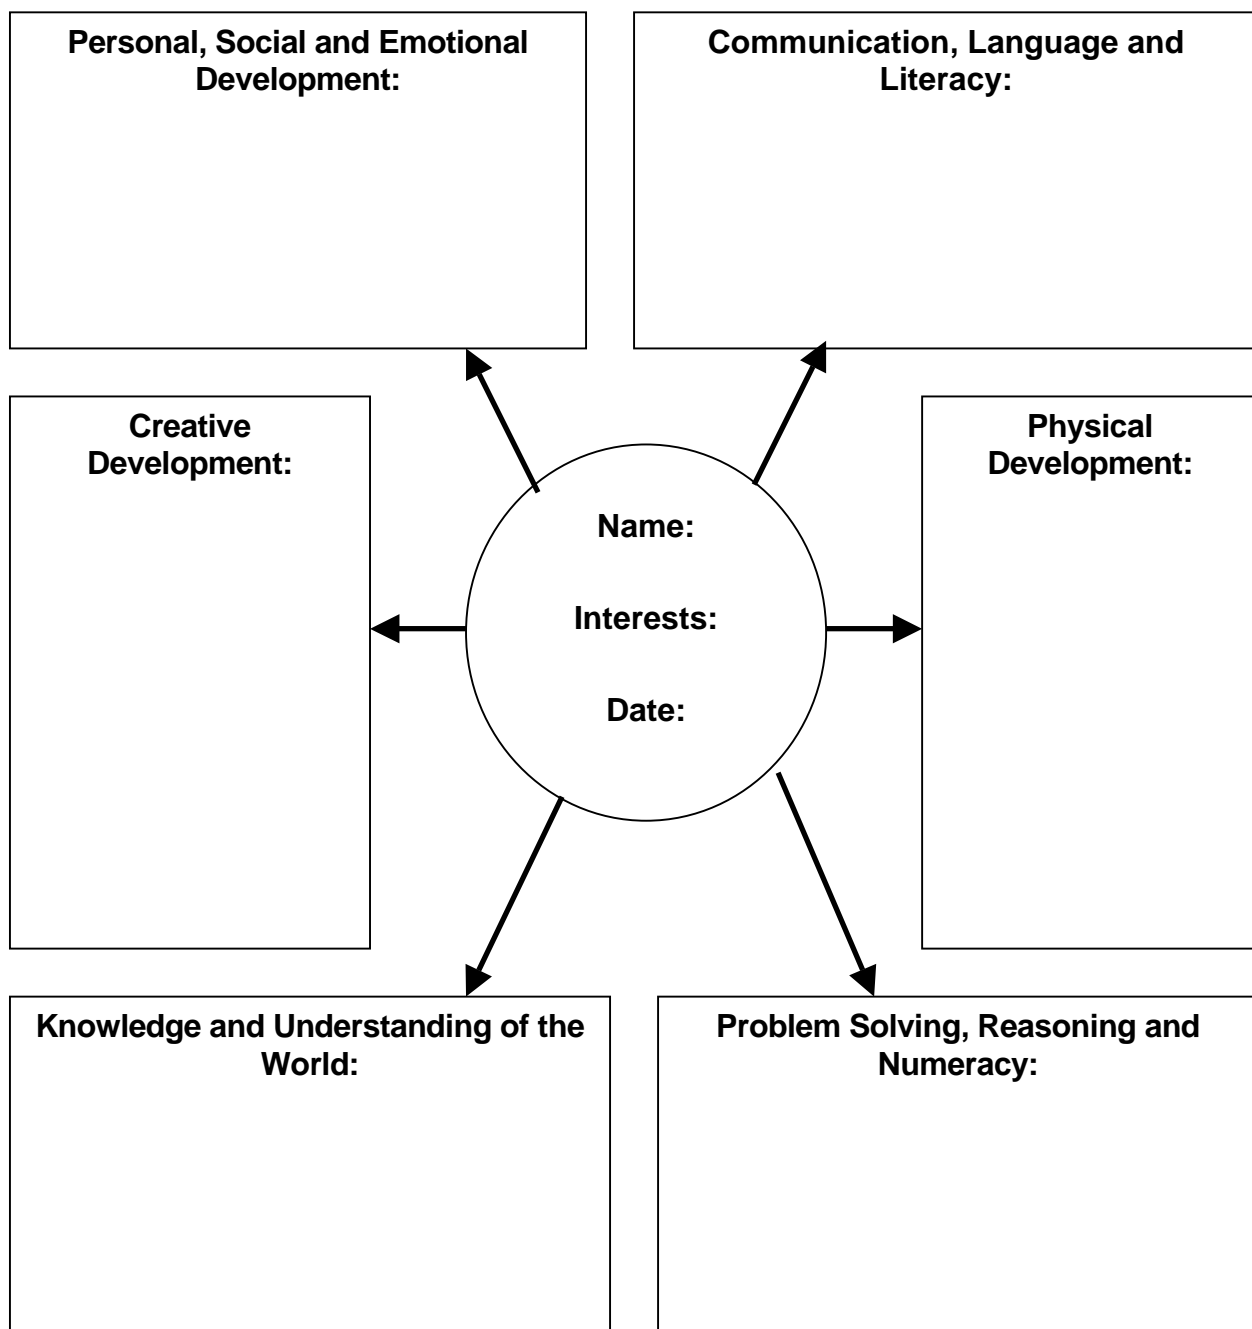 Personal, Social and Emotional
Development:
Communication, Language and
Literacy:
Creative
Development:
Physical
Development:
Name:
Interests:
Date:
Knowledge and Understanding of the
World:
Problem Solving, Reasoning and
Numeracy: